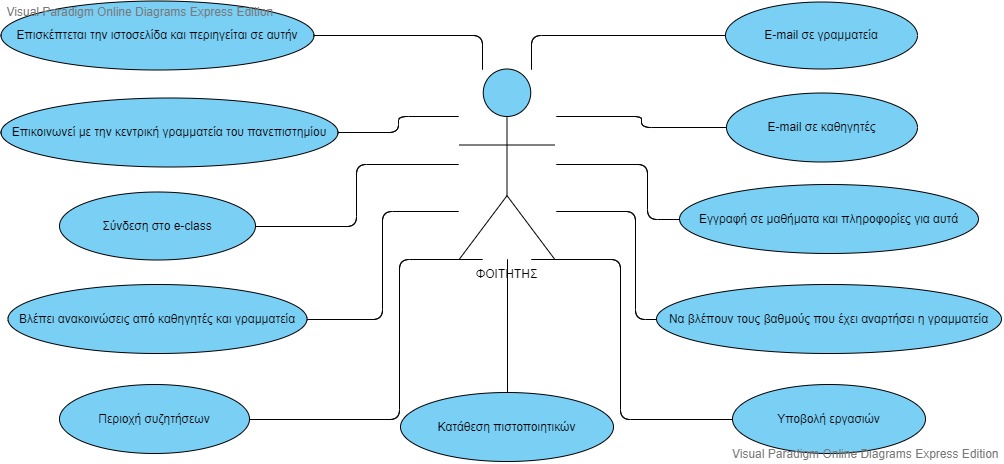 Visual Paradigm Online Diagrams Express Edition
Επισκέπτεται την ιστοσελίδα και περιηγείται σε αυτήν
E-mail σε γραμματεία
Επικοινωνεί με την κεντρική γραμματεία του πανεπιστημίου
E-mail σε καθηγητές
Σύνδεση στο e-class
Εγγραφή σε μαθήματα και πληροφορίες για αυτά
ΦΟΙΤΗΤΗΣ
Βλέπει ανακοινώσεις από καθηγητές και γραμματεία
Να βλέπουν τους βαθμούς που έχει αναρτήσει η γραμματεία
Περιοχή συζητήσεων
Κατάθεση πιστοποιητικών
Υποβολή εργασιών
Visual Paradigm Online Diagrams Express Edition